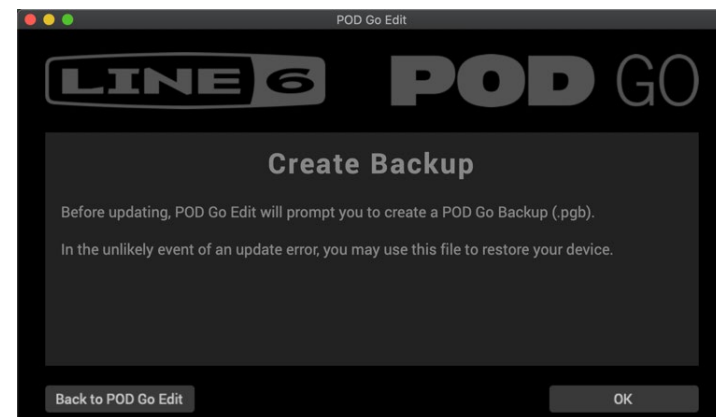 POD Go Edit
LINE 6 POD GO
Create Backup
Before updating, POD Go Edit will prompt you to create a POD Go Backup (.pgb).
In the unlikely event of an update error, you may use this file to restore your device.
Back to POD Go Edit OK